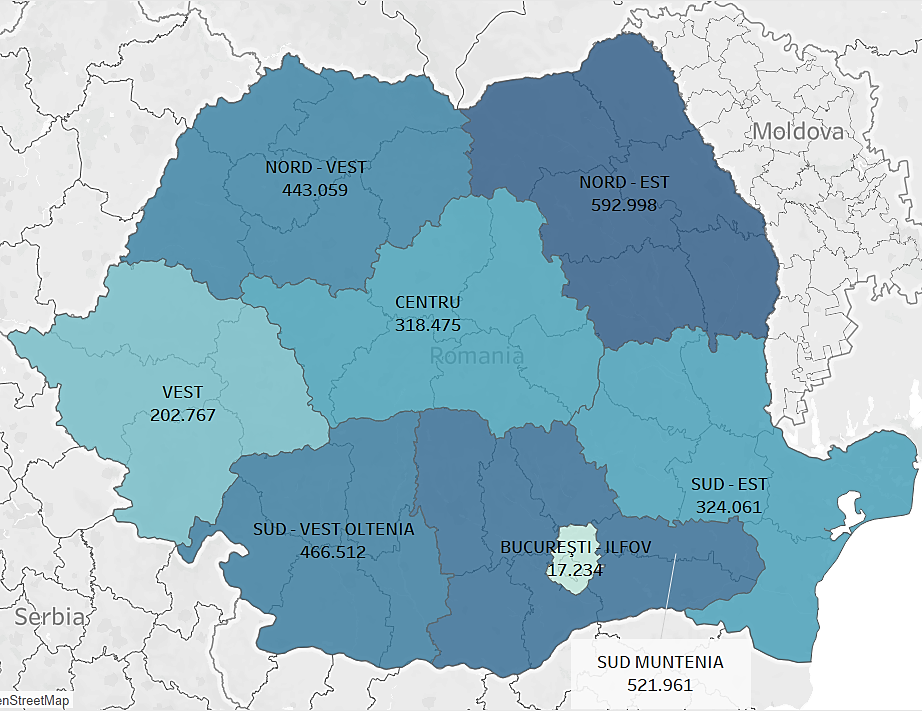 Moldova
NORD - VEST
443.059
NORD - EST
592.998
CENTRU
318.475
Romania
VEST
202.767
SUD - EST
324.061
SUD - VEST OLTENIA
466.512
BUCUREŞTI - ILFOV
17.234
Serbia
SUD MUNTENIA
521.961
enStreetMap